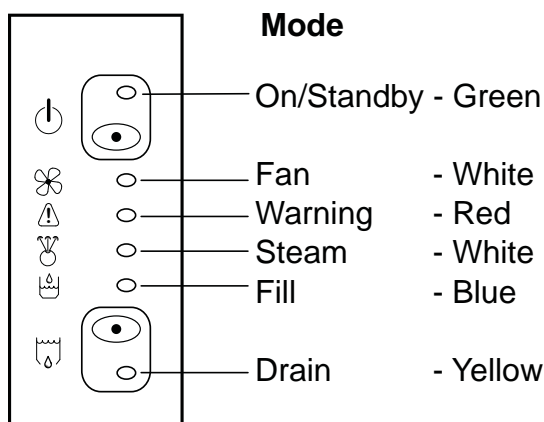 Mode
On/Standby - Green
Fan - White
Warning - Red
Steam - White
Fill - Blue
Drain - Yellow